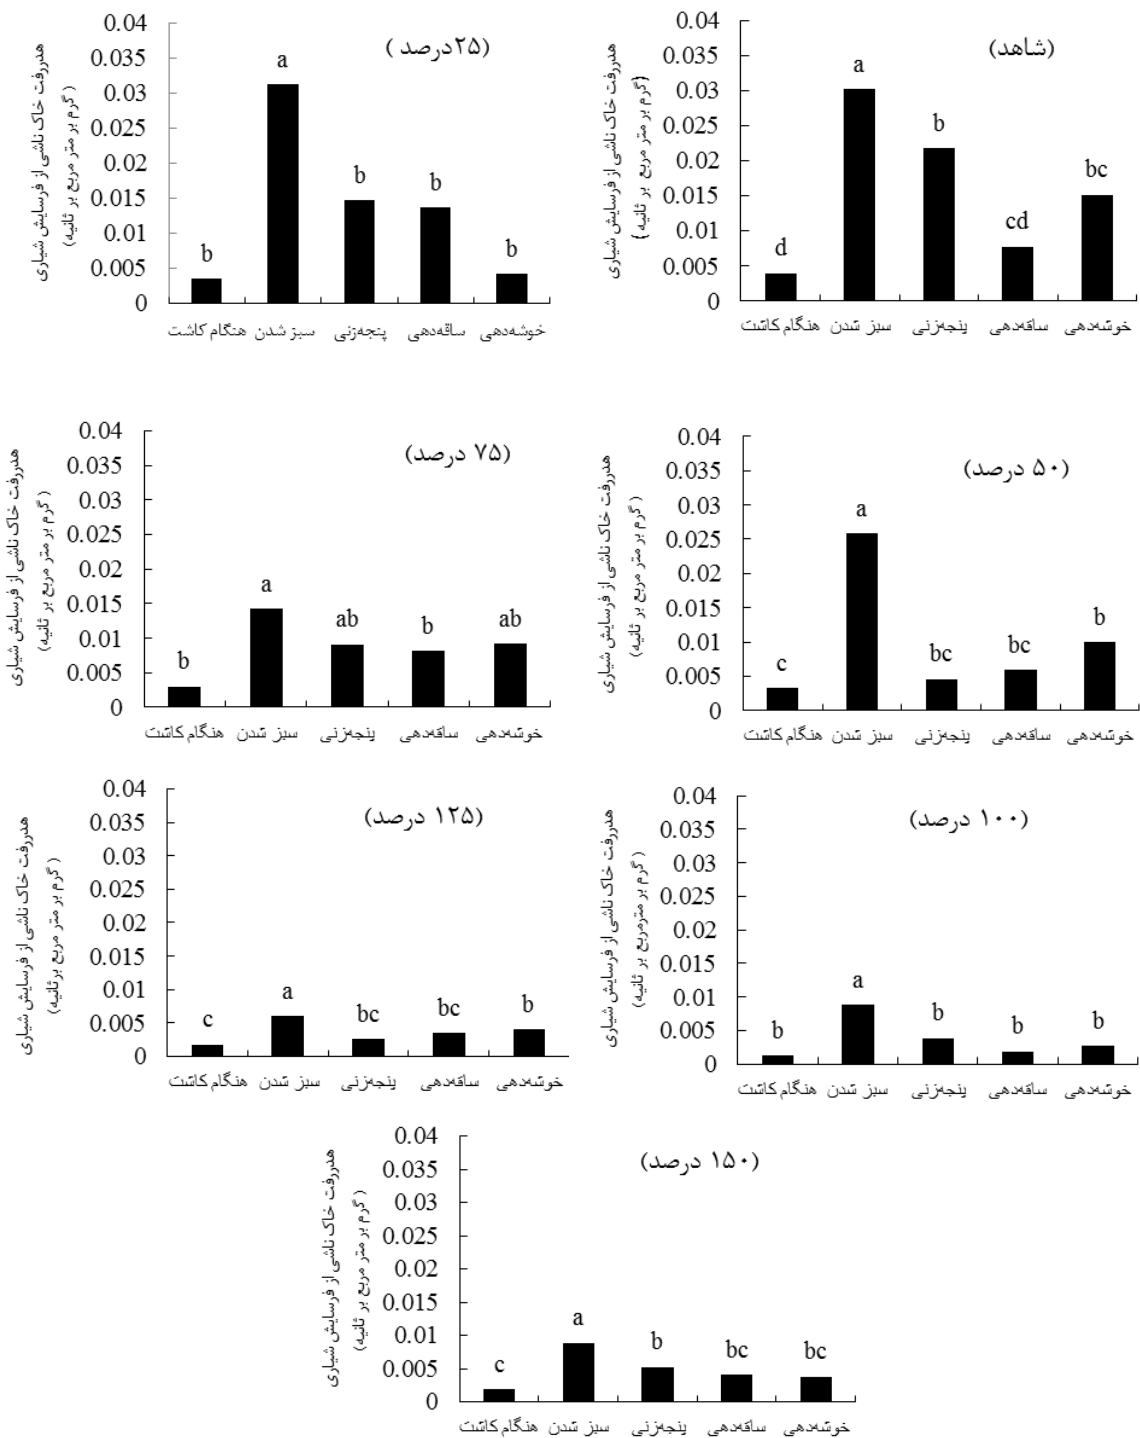 (شاهد)
هدررفت خاک ناشی از فرسایش شیاری
(گرم بر متر مربع بر ثانیه)
0.04
0.035
0.03
0.025
0.02
0.015
0.01
0.005
0
d
a
b
cd
bc
هنگام کاشت
سبز شدن
پنجه‌زنی
ساقه‌دهی
خوشه‌دهی
(۲۵درصد )
هدررفت خاک ناشی از فرسایش شیاری
( گرم بر متر مربع بر ثانیه)
0.04
0.035
0.03
0.025
0.02
0.015
0.01
0.005
0
b
a
b
b
b
هنگام کاشت
سبز شدن
پنجه‌زنی
ساقه‌دهی
خوشه‌دهی
(۵۰ درصد)
هدررفت خاک ناشی از فرسایش شیاری
( گرم بر متر مربع بر ثانیه)
0.04
0.035
0.03
0.025
0.02
0.015
0.01
0.005
0
c
a
bc
bc
b
هنگام کاشت
سبز شدن
پنجه‌زنی
ساقه‌دهی
خوشه‌دهی
(۷۵ درصد)
هدررفت خاک ناشی از فرسایش شیاری
( گرم بر متر مربع بر ثانیه)
0.04
0.035
0.03
0.025
0.02
0.015
0.01
0.005
0
b
a
ab
b
ab
هنگام کاشت
سبز شدن
پنجه‌زنی
ساقه‌دهی
خوشه‌دهی
(۱۰۰ درصد)
هدررفت خاک ناشی از فرسایش شیاری
( گرم بر مترمربع بر ثانیه)
0.04
0.035
0.03
0.025
0.02
0.015
0.01
0.005
0
b
a
b
b
b
هنگام کاشت
سبز شدن
پنجه‌زنی
ساقه‌دهی
خوشه‌دهی
(۱۲۵ درصد)
هدررفت خاک ناشی از فرسایش شیاری
( گرم بر متر مربع برثانیه)
0.04
0.035
0.03
0.025
0.02
0.015
0.01
0.005
0
c
a
bc
bc
b
هنگام کاشت
سبز شدن
پنجه‌زنی
ساقه‌دهی
خوشه‌دهی
(۱۵۰ درصد)
هدررفت خاک ناشی از فرسایش شیاری
( گرم بر متر مربع بر ثانیه)
0.04
0.035
0.03
0.025
0.02
0.015
0.01
0.005
0
c
a
b
bc
bc
هنگام کاشت
سبز شدن
پنجه‌زنی
ساقه‌دهی
خوشه‌دهی